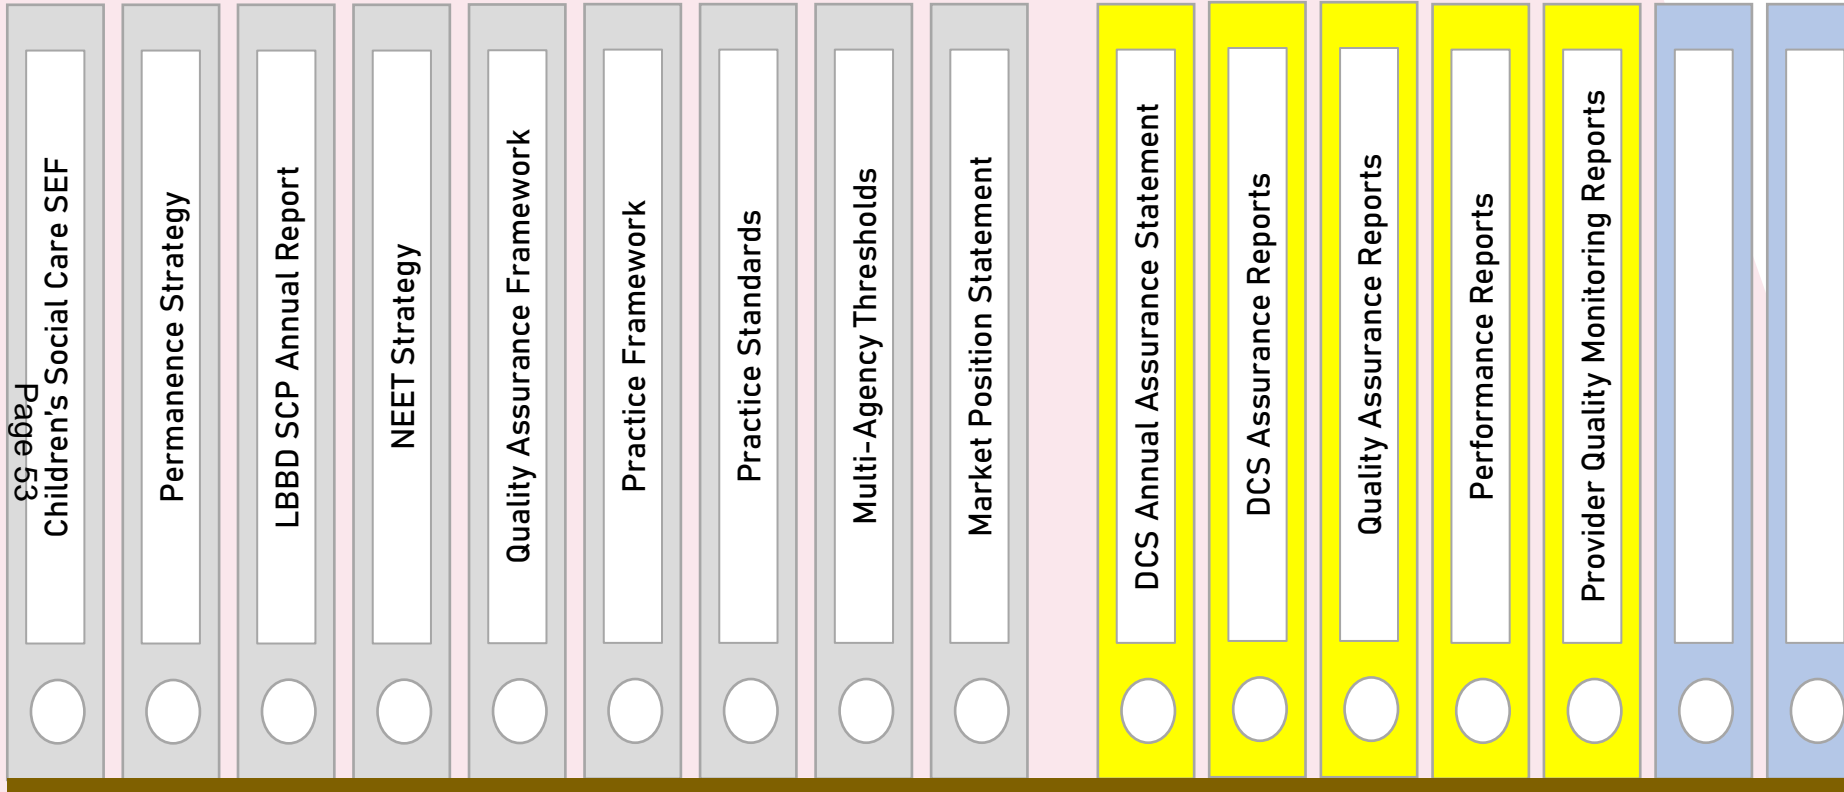 Page 53
Children's Social Care SEF
Permanence Strategy
LBBD SCP Annual Report
NEET Strategy
Quality Assurance Framework
Practice Framework
Practice Standards
Multi-Agency Thresholds
Market Position Statement
DCS Annual Assurance Statement
DCS Assurance Reports
Quality Assurance Reports
Performance Reports
Provider Quality Monitoring Reports